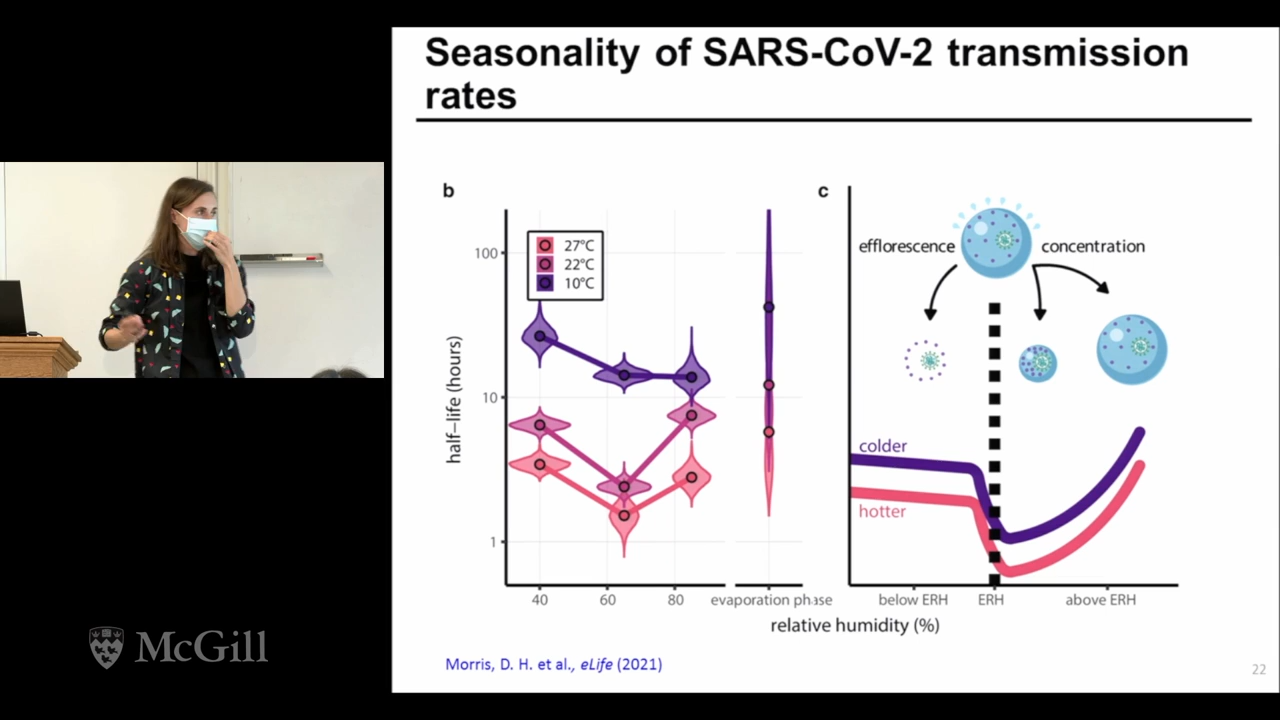 Seasonality of SARS-CoV-2 transmission
rates
b
27°C
22°C
10°C
100
10
1
half–life (hours)
40
60
80
evaporation phase
c
efflorescence
concentration
colder
hotter
below ERH
ERH
above ERH
relative humidity (%)
Morris, D. H. et al., eLife (2021)
22
McGill